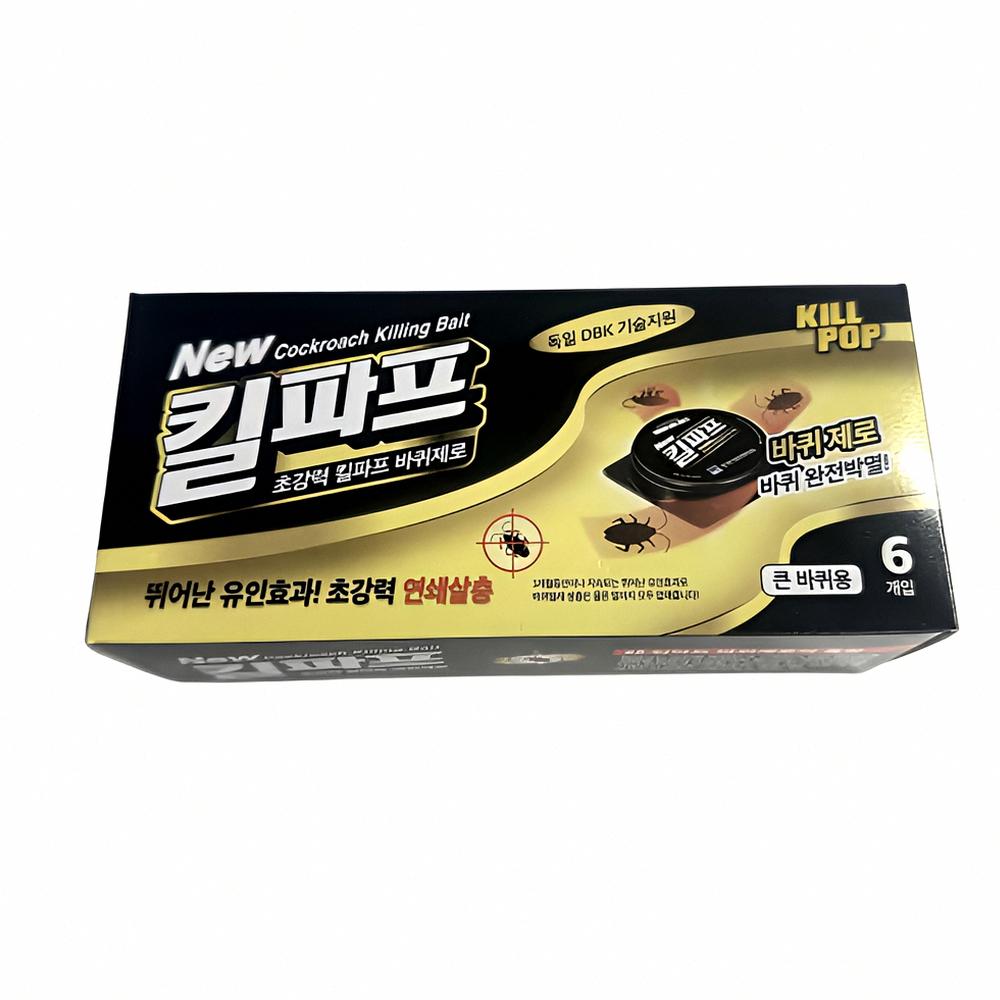 New Cockroach Killing Bait
킬파프
초강력 킬파프 바퀴제로
독일 DBK 기술지원
KILL
POP
킬파프
바퀴 제로
바퀴 완전박멸!
뛰어난 유인효과! 초강력 연쇄살충
큰 바퀴용
6
개입
New
킬파프